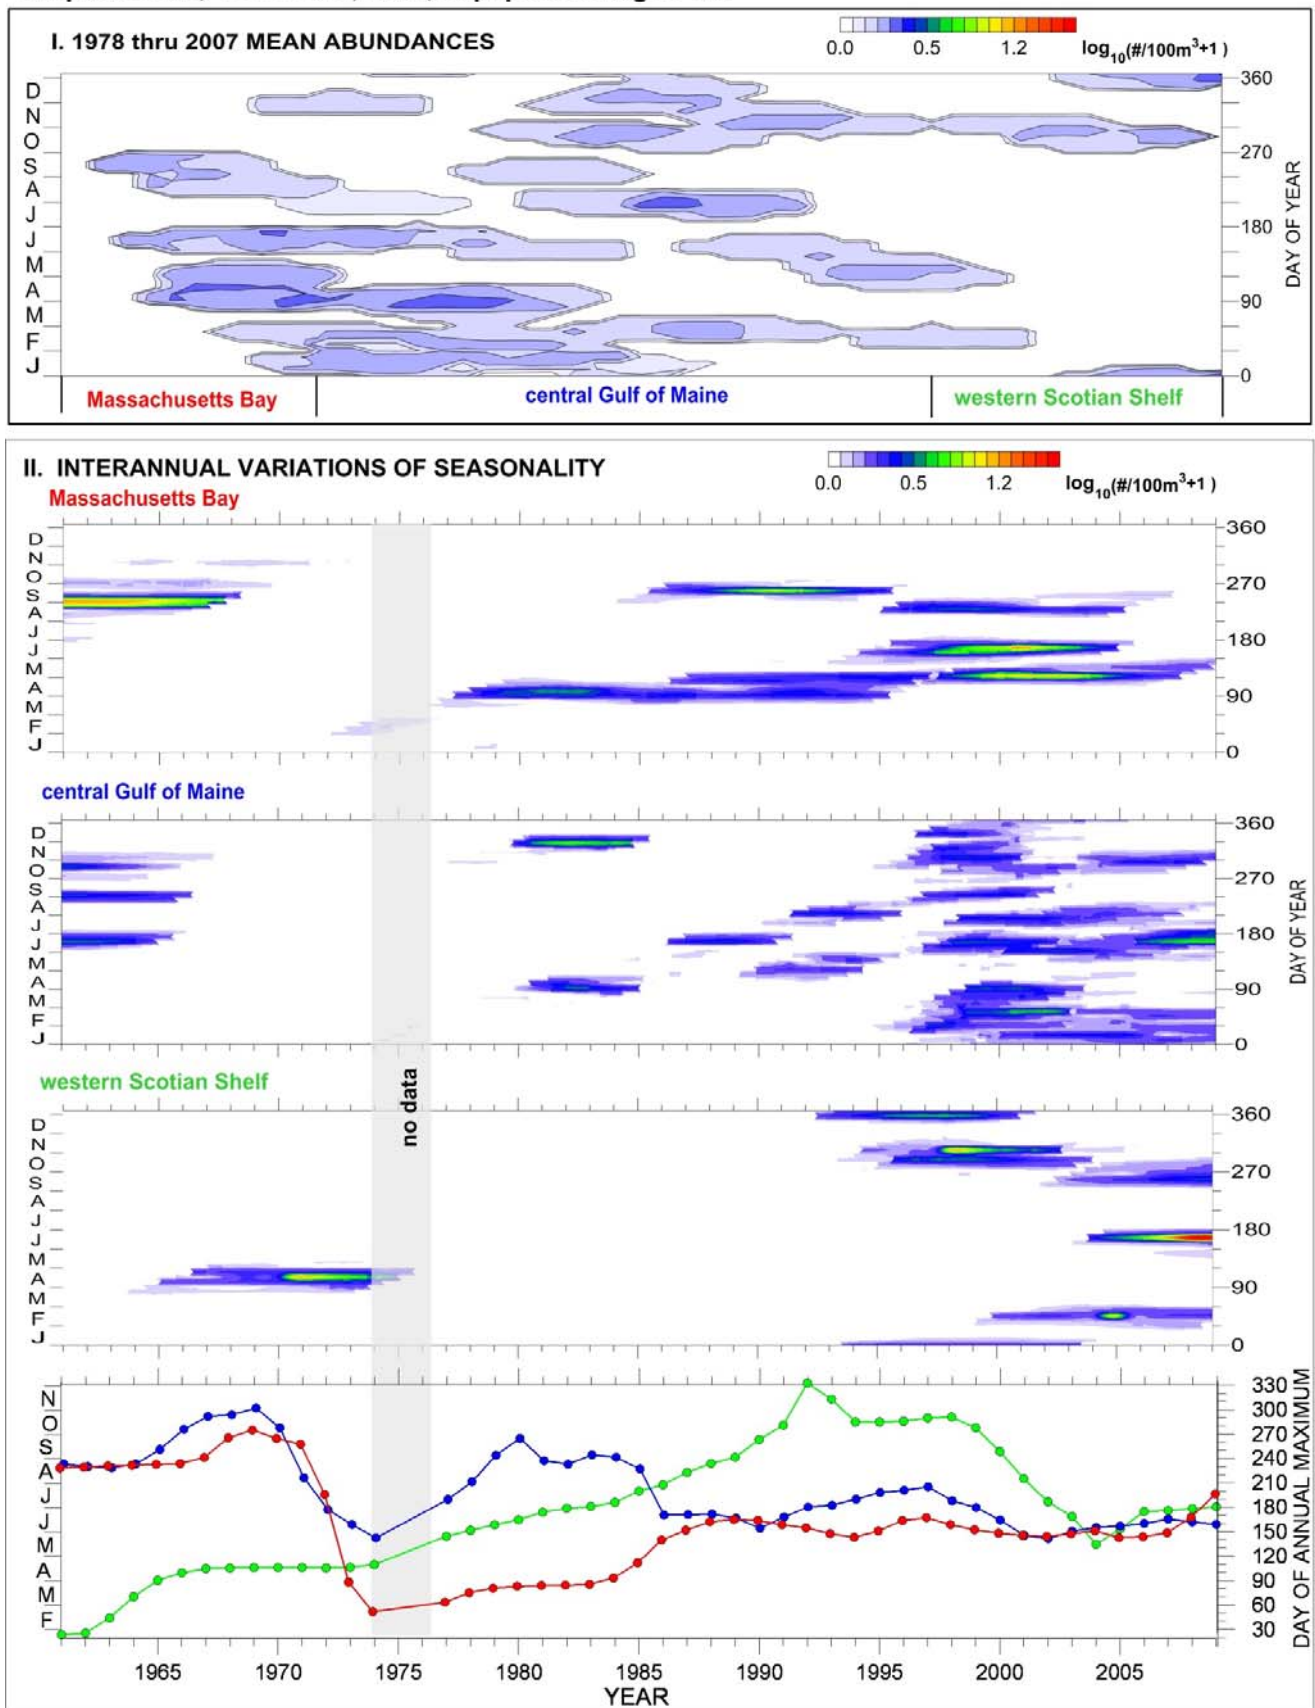 I. 1978 thru 2007 MEAN ABUNDANCES
0.0 0.5 1.2 log10(#/100m3+1)
D
N
O
S
A
J
J
M
A
M
F
J
360
270
180
90
0
DAY OF YEAR
Massachusetts Bay central Gulf of Maine western Scotian Shelf
II. INTERANNUAL VARIATIONS OF SEASONALITY
0.0 0.5 1.2 log10(#/100m3+1)
Massachusetts Bay
D
N
O
S
A
J
J
M
A
M
F
J
360
270
180
90
0
central Gulf of Maine
D
N
O
S
A
J
J
M
A
M
F
J
360
270
180
90
0
DAY OF YEAR
western Scotian Shelf
no data
D
N
O
S
A
J
J
M
A
M
F
J
360
270
180
90
0
N
O
S
A
J
J
M
A
M
F
330
300
270
240
210
180
150
120
90
60
30
DAY OF ANNUAL MAXIMUM
1965 1970 1975 1980 1985 1990 1995 2000 2005
YEAR